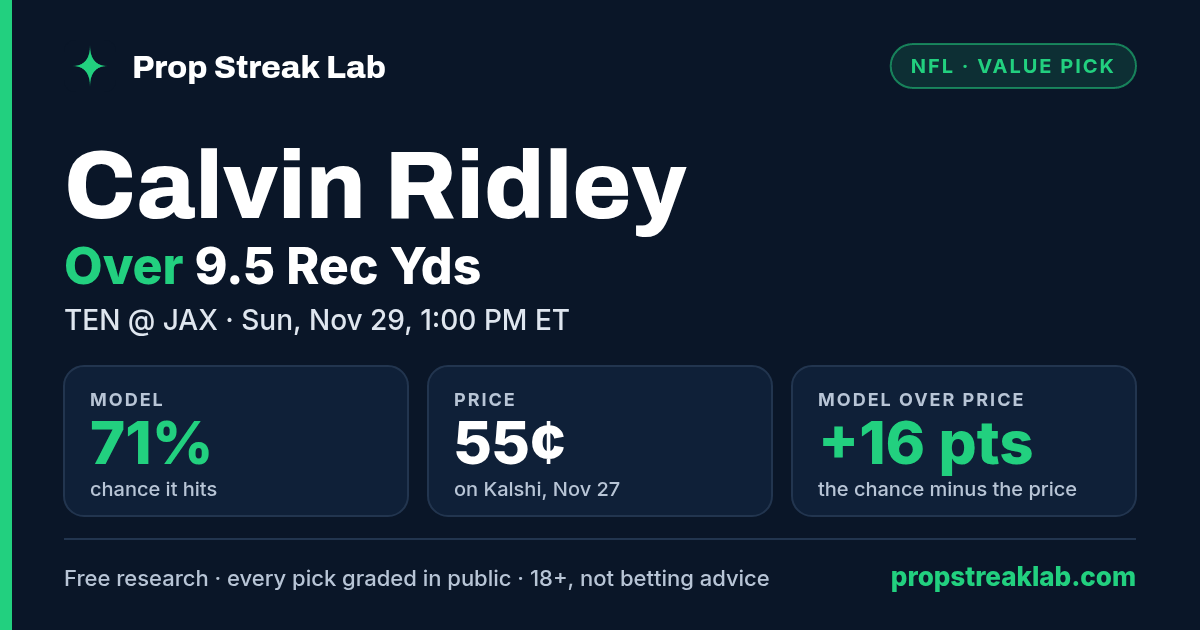 Prop Streak Lab
NFL · VALUE PICK
Calvin Ridley
Over 9.5 Rec Yds
TEN @ JAX · Sun, Nov 29, 1:00 PM ET
MODEL
71%
chance it hits
PRICE
55¢
on Kalshi, Nov 27
MODEL OVER PRICE
+16 pts
the chance minus the price
Free research · every pick graded in public · 18+, not betting advice
propstreaklab.com